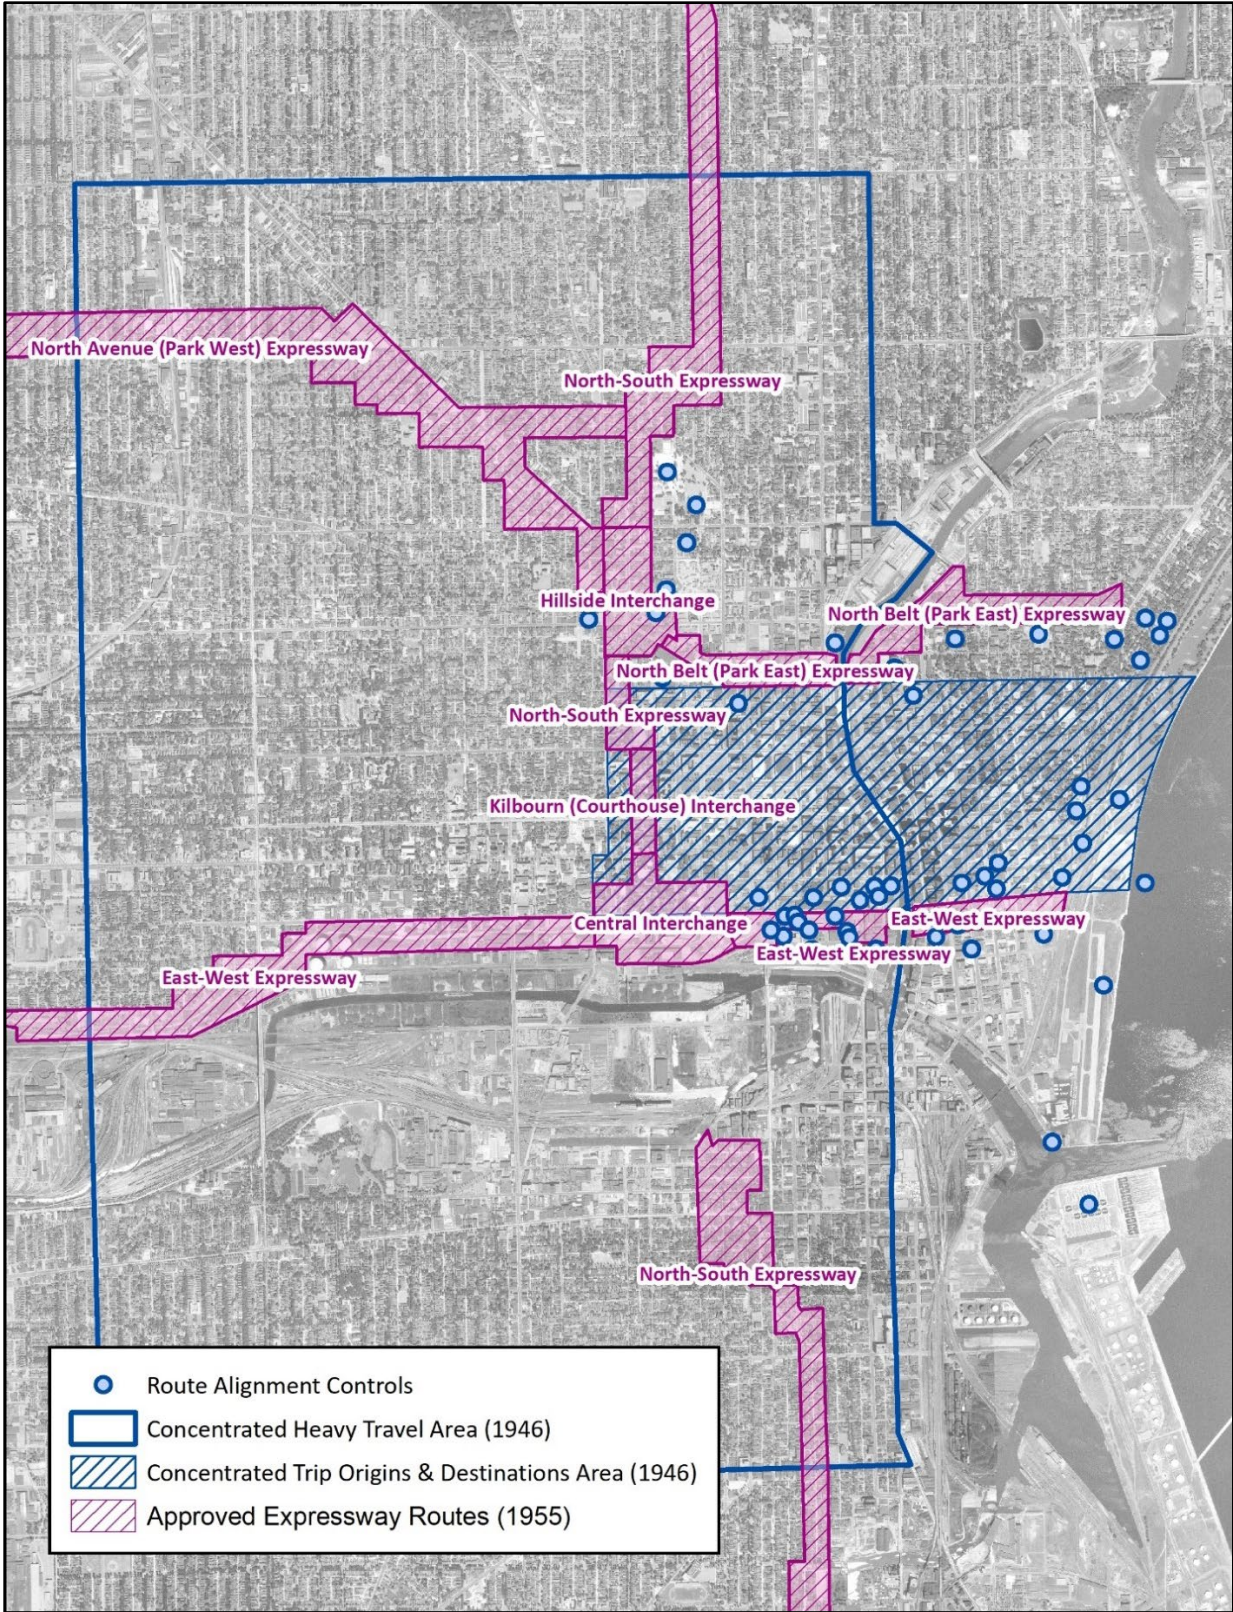 North Avenue (Park West) Expressway
North-South Expressway
Hillside Interchange
North Belt (Park East) Expressway
North Belt (Park East) Expressway
North-South Expressway
Kilbourn (Courthouse) Interchange
Central Interchange
East-West Expressway
East-West Expressway
East-West Expressway
North-South Expressway
Route Alignment Controls
Concentrated Heavy Travel Area (1946)
Concentrated Trip Origins & Destinations Area (1946)
Approved Expressway Routes (1955)